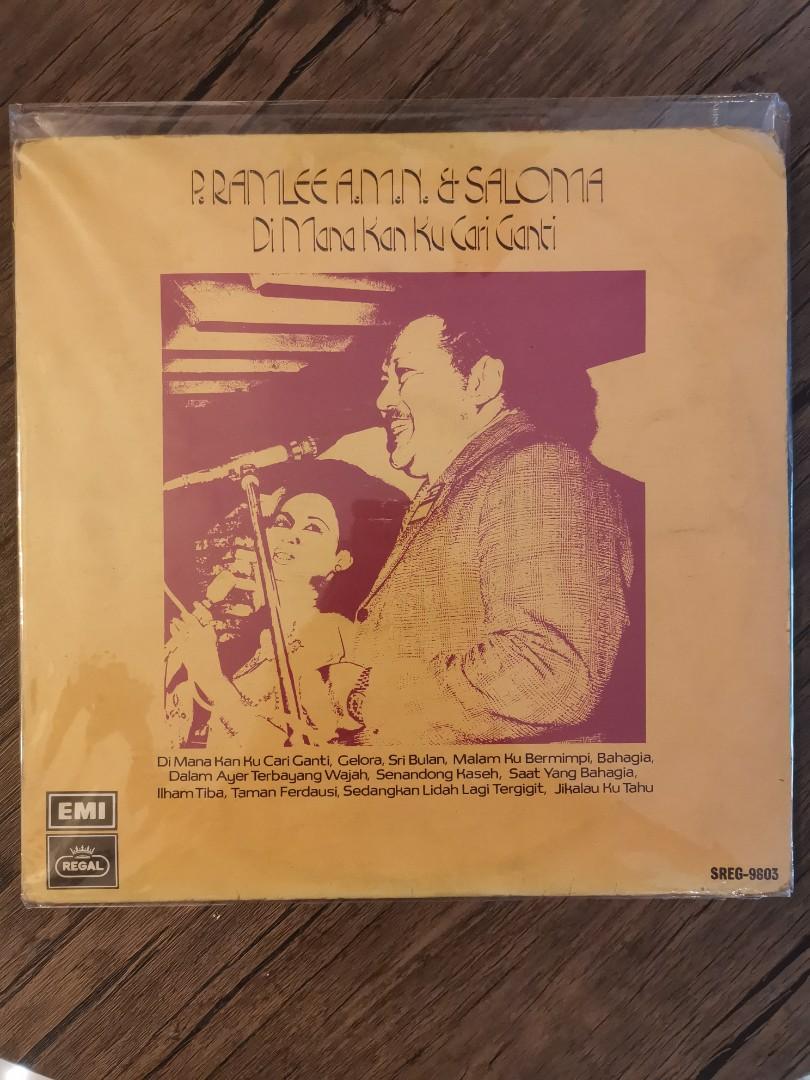 P. RAMLEE A.M.N. & SALOMA
Di Mana Kan Ku Cari Ganti
Di Mana Kan Ku Cari Ganti, Gelora, Sri Bulan, Malam Ku Bermimpi, Bahagia,
Dalam Ayer Terbayang Wajah, Senandong Kaseh, Saat Yang Bahagia,
Ilham Tiba, Taman Ferdausi, Sedangkan Lidah Lagi Tergigit, Jikalau Ku Tahu
EMI
REGAL
SREG-9803